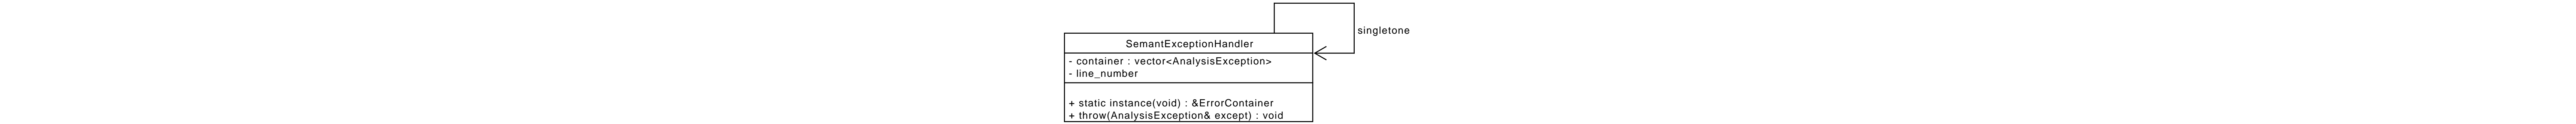 singletone
SemantExceptionHandler
- container : vector<AnalysisException>
- line_number
+ static instance(void) : &ErrorContainer
+ throw(AnalysisException& except) : void